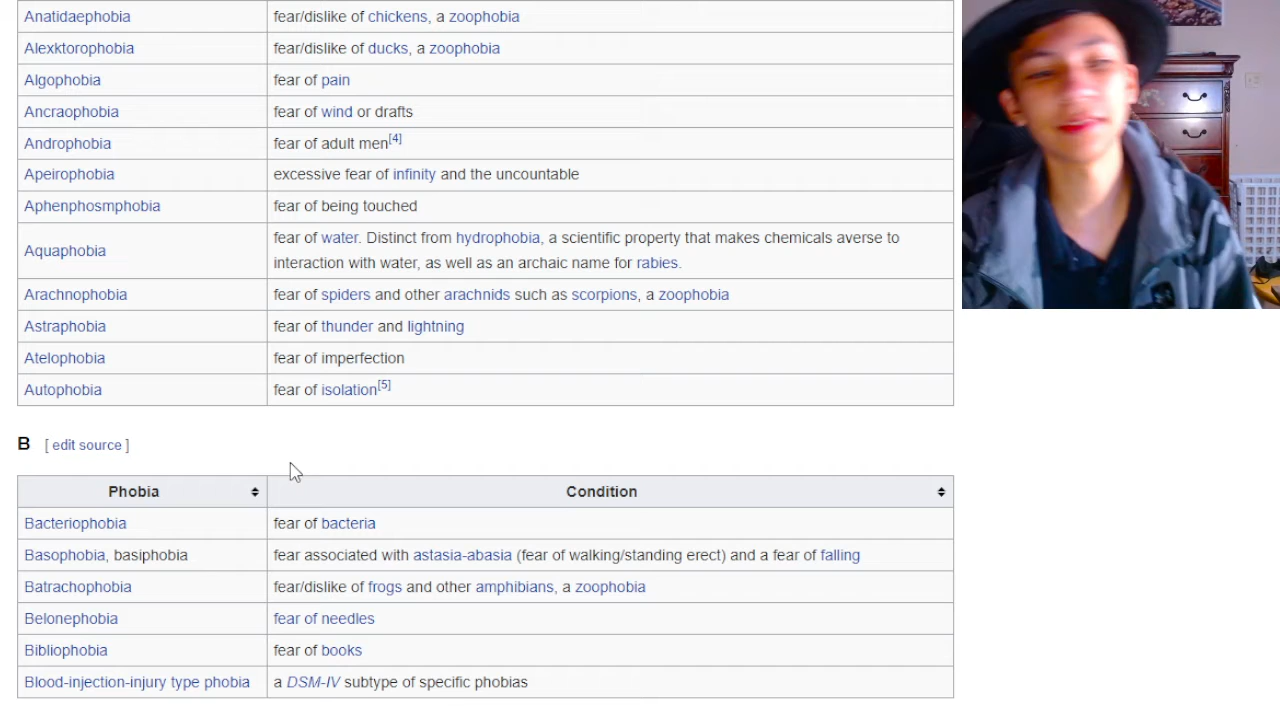 Anatidaephobia fear/dislike of chickens, a zoophobia
Alexktorophobia fear/dislike of ducks, a zoophobia
Algophobia fear of pain
Ancraophobia fear of wind or drafts
Androphobia fear of adult men[4]
Apeirophobia excessive fear of infinity and the uncountable
Aphenphosmphobia fear of being touched
Aquaphobia fear of water. Distinct from hydrophobia, a scientific property that makes chemicals averse to
interaction with water, as well as an archaic name for rabies.
Arachnophobia fear of spiders and other arachnids such as scorpions, a zoophobia
Astraphobia fear of thunder and lightning
Atelophobia fear of imperfection
Autophobia fear of isolation[5]
B [ edit source ]
Phobia Condition
Bacteriophobia fear of bacteria
Basophobia, basiphobia fear associated with astasia-abasia (fear of walking/standing erect) and a fear of falling
Batrachophobia fear/dislike of frogs and other amphibians, a zoophobia
Belonephobia fear of needles
Bibliophobia fear of books
Blood-injection-injury type phobia a DSM-IV subtype of specific phobias